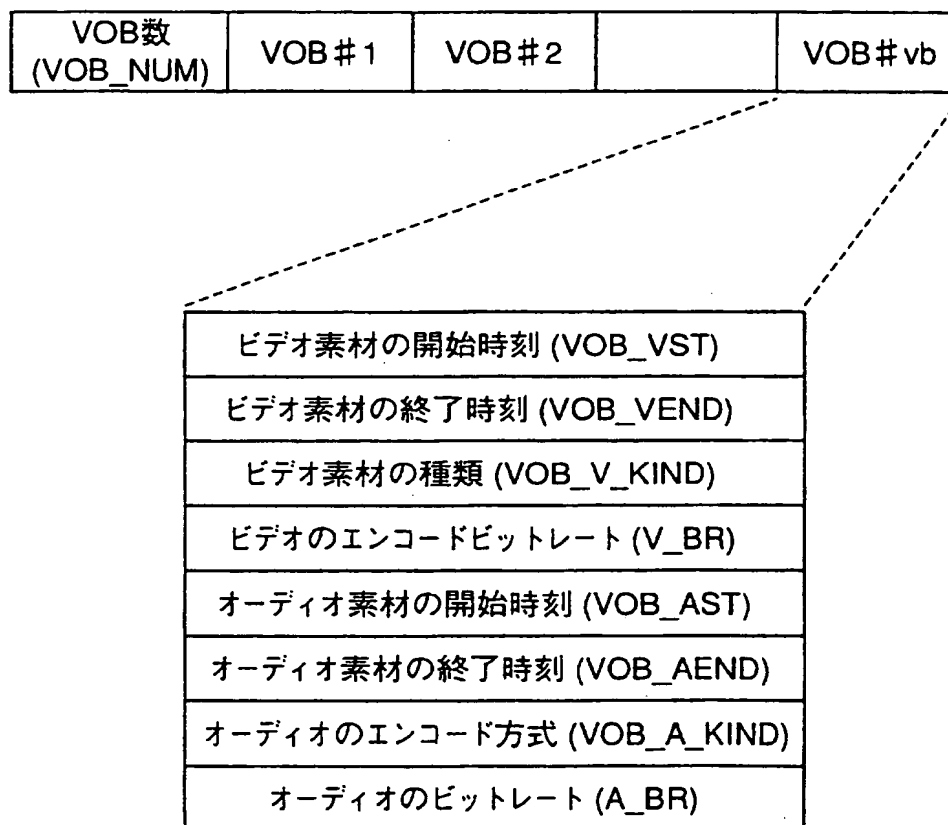 VOB数
(VOB_NUM)
VOB＃1
VOB＃2
VOB＃vb
ビデオ素材の開始時刻 (VOB_VST)
ビデオ素材の終了時刻 (VOB_VEND)
ビデオ素材の種類 (VOB_V_KIND)
ビデオのエンコードビットレート (V_BR)
オーディオ素材の開始時刻 (VOB_AST)
オーディオ素材の終了時刻 (VOB_AEND)
オーディオのエンコード方式 (VOB_A_KIND)
オーディオのビットレート (A_BR)